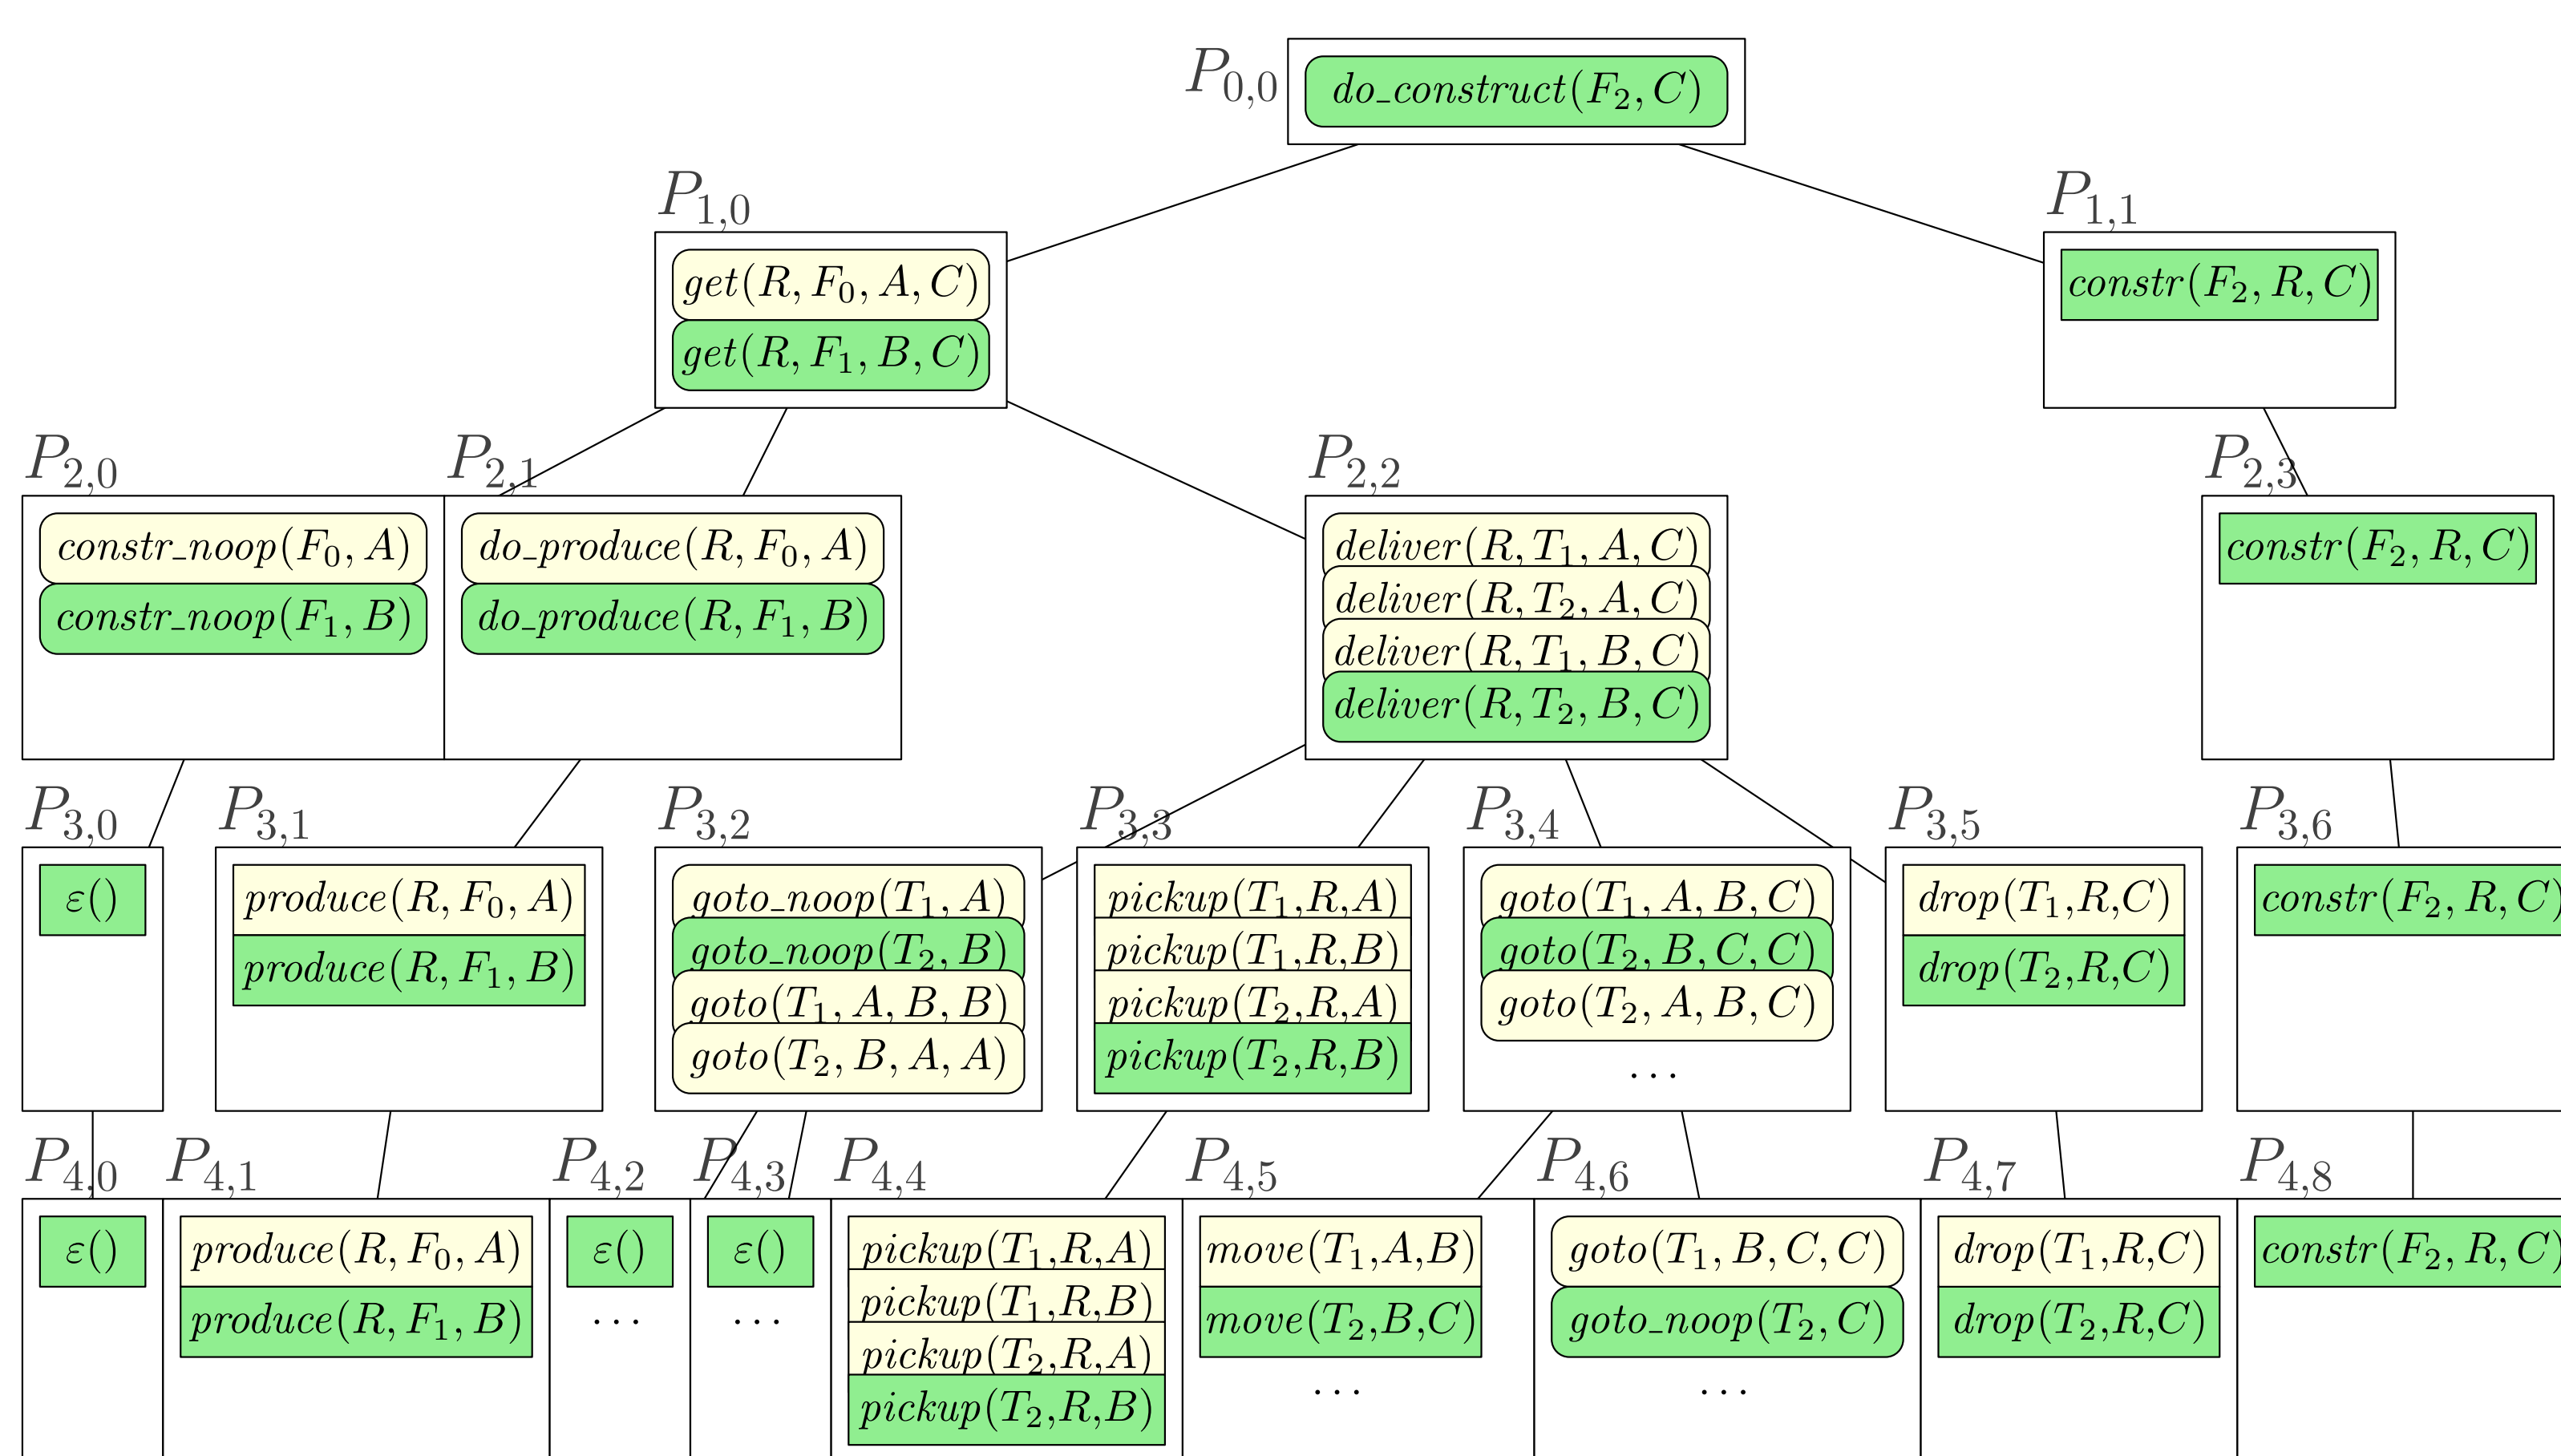 P0,0
do_construct(F2, C)
P1,0
get(R, F0, A, C)
get(R, F1, B, C)
P1,1
constr(F2, R, C)
P2,0
constr_noop(F0, A)
constr_noop(F1, B)
P2,1
do_produce(R, F0, A)
do_produce(R, F1, B)
P2,2
deliver(R, T1, A, C)
deliver(R, T2, A, C)
deliver(R, T1, B, C)
deliver(R, T2, B, C)
P2,3
constr(F2, R, C)
P3,0
ε()
P3,1
produce(R, F0, A)
produce(R, F1, B)
P3,2
goto_noop(T1, A)
goto_noop(T2, B)
goto(T1, A, B, B)
goto(T2, B, A, A)
P3,3
pickup(T1,R,A)
pickup(T1,R,B)
pickup(T2,R,A)
pickup(T2,R,B)
P3,4
goto(T1, A, B, C)
goto(T2, B, C, C)
goto(T2, A, B, C)
...
P3,5
drop(T1,R,C)
drop(T2,R,C)
P3,6
constr(F2, R, C)
P4,0
ε()
P4,1
produce(R, F0, A)
produce(R, F1, B)
P4,2
ε()
...
P4,3
ε()
...
P4,4
pickup(T1,R,A)
pickup(T1,R,B)
pickup(T2,R,A)
pickup(T2,R,B)
P4,5
move(T1,A,B)
move(T2,B,C)
...
P4,6
goto(T1, B, C, C)
goto_noop(T2, C)
...
P4,7
drop(T1,R,C)
drop(T2,R,C)
P4,8
constr(F2, R, C)